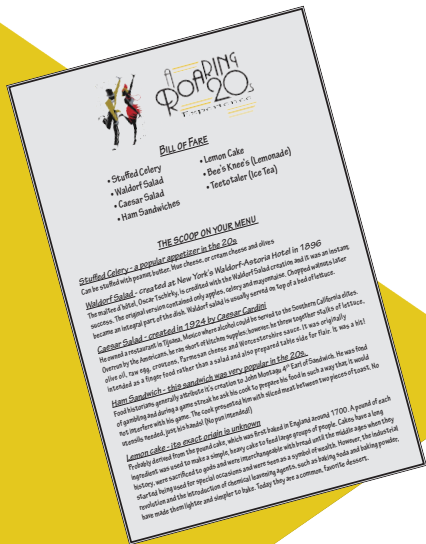 A
ROARING
20s
Experience
BILL OF FARE
• Stuffed Celery
• Waldorf Salad
• Caesar Salad
• Ham Sandwiches
• Lemon Cake
• Bee's Knee's (Lemonade)
• Teetotaler (Ice Tea)
THE SCOOP ON YOUR MENU
Stuffed Celery - a popular appetizer in the 20s
Can be stuffed with peanut butter, blue cheese, or cream cheese and olives
Waldorf Salad - created at New York's Waldorf-Astoria Hotel in 1896
The maître d'hôtel, Oscar Tschirky, is credited with the Waldorf Salad creation and it was an instant
success. The original version contained only apples, celery and mayonnaise. Chopped walnuts later
became an integral part of the dish. Waldorf salad is usually served on top of a bed of lettuce.
Caesar Salad - created in 1924 by Caesar Cardini
He owned a restaurant in Tijuana, Mexico where alcohol could be served to the Southern California elites.
Overrun by the Americans, he ran short of kitchen supplies; however, he threw together stalks of lettuce,
olive oil, raw egg, croutons, Parmesan cheese and Worcestershire sauce. It was originally
intended as a finger food rather than a salad and also prepared table side for flair. It was a hit!
Ham Sandwich - this sandwich was very popular in the 20s.
Food historians generally attribute it's creation to John Montagu, 4th Earl of Sandwich. He was fond
of gambling and during a game streak he ask his cook to prepare his food in such a way that it would
not interfere with his game. The cook presented him with sliced meat between two pieces of toast. No
utensils needed, just his hands! (No pun intended!)
Lemon cake - its exact origin is unknown
Probably derived from the pound cake, which was first baked in England around 1700. A pound of each
ingredient was used to make a simple, heavy cake to feed large groups of people. Cakes have a long
history, were sacrificed to gods and were interchangeable with bread until the middle ages when they
started being used for special occasions and were seen as a symbol of wealth. However, the industrial
revolution and the introduction of chemical leavening agents, such as baking soda and baking powder,
have made them lighter and simpler to bake. Today they are a common, favorite dessert.